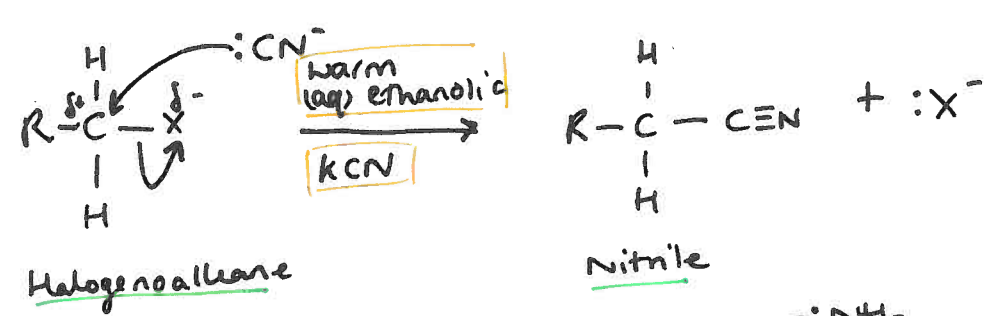 H :CN⁻ warm H
δ+ δ- (aq) ethanolic
R-C-X KCN R-C-C≡N + :X⁻
H H
Halogenoalkane Nitrile